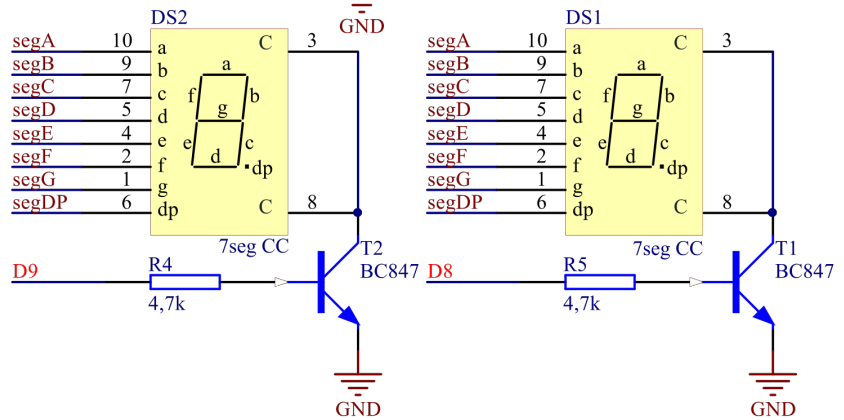 DS2
GND
DS1
segA 10 a C 3
segB 9 b
segC 7 c
segD 5 d
segE 4 e
segF 2 f
segG 1 g
segDP 6 dp C 8
a
f b
g
e c
d dp
7seg CC
D9
R4
4,7k
T2
BC847
GND
segA 10 a C 3
segB 9 b
segC 7 c
segD 5 d
segE 4 e
segF 2 f
segG 1 g
segDP 6 dp C 8
a
f b
g
e c
d dp
7seg CC
D8
R5
4,7k
T1
BC847
GND